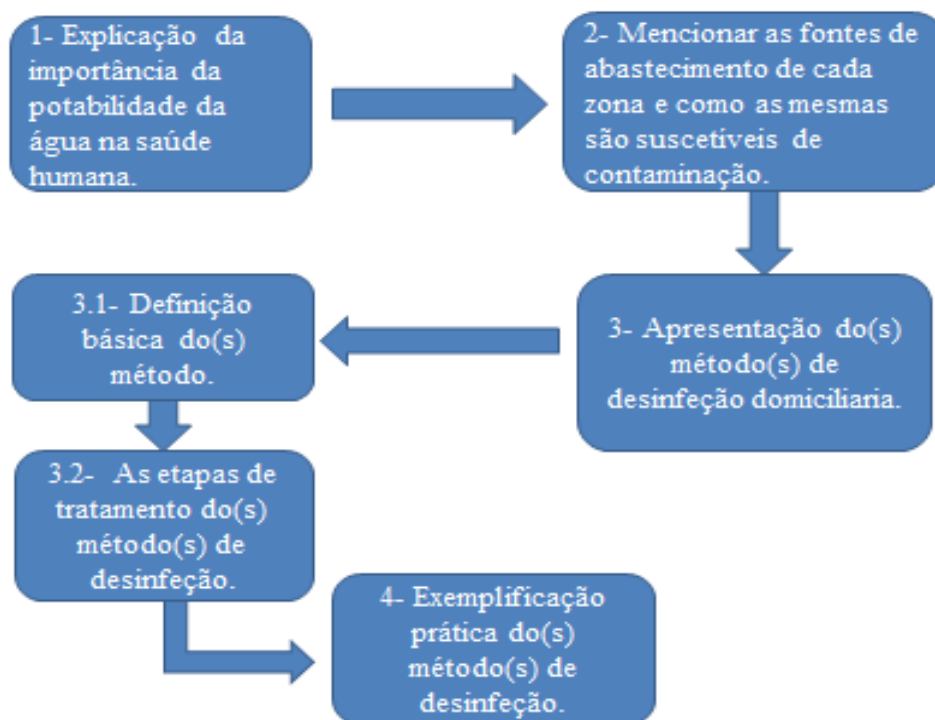 1- Explicação da
importância da
potabilidade da
água na saúde
humana.
2- Mencionar as fontes de
abastecimento de cada
zona e como as mesmas
são suscetíveis de
contaminação.
3- Apresentação do(s)
método(s) de
desinfeção domiciliaria.
3.1- Definição
básica do(s)
método.
3.2- As etapas de
tratamento do(s)
método(s) de
desinfeção.
4- Exemplificação
prática do(s)
método(s) de
desinfeção.